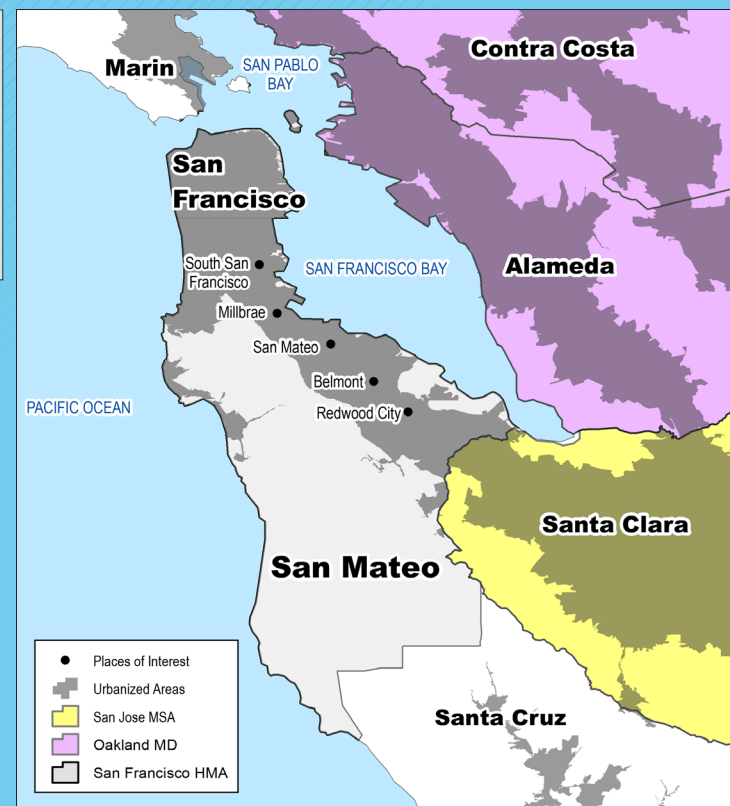 Contra Costa
Marin
SAN PABLO
BAY
San
Francisco
South San
Francisco
SAN FRANCISCO BAY
Alameda
Millbrae
San Mateo
Belmont
PACIFIC OCEAN
Redwood City
Santa Clara
San Mateo
Places of Interest
Urbanized Areas
San Jose MSA
Oakland MD
San Francisco HMA
Santa Cruz